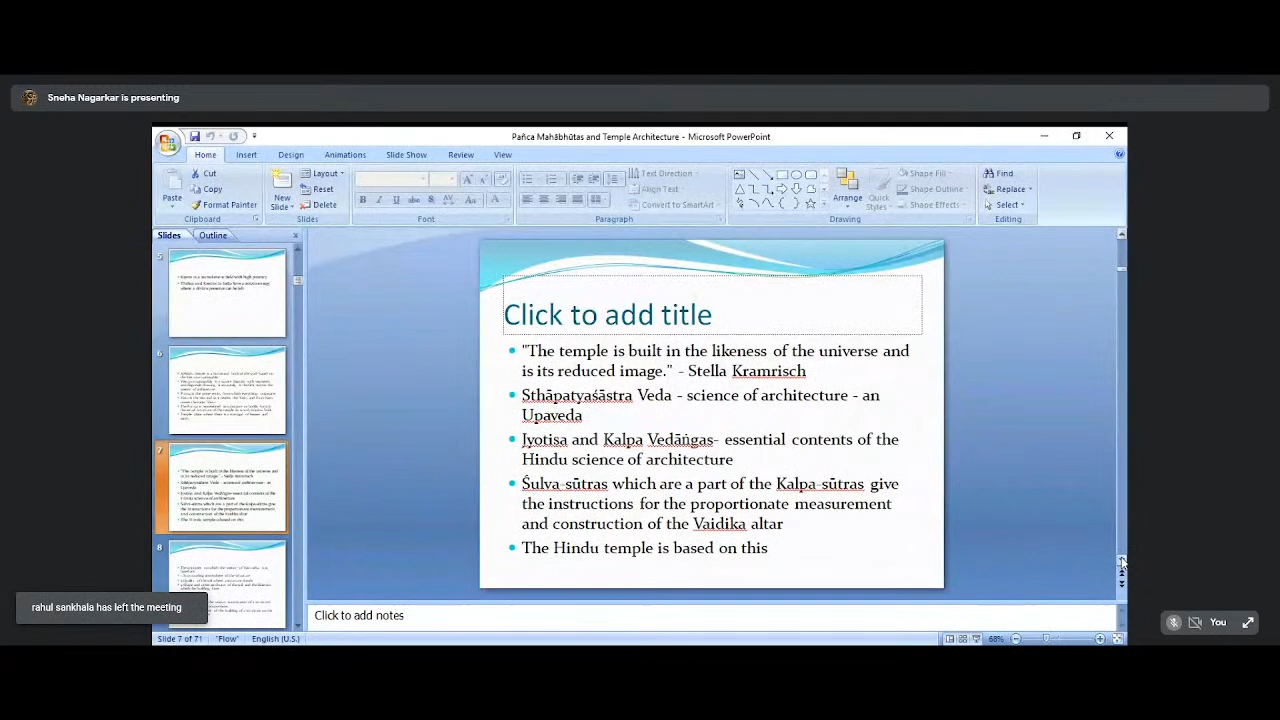 Sneha Nagarkar is presenting
Pañca Mahābhūtas and Temple Architecture - Microsoft PowerPoint
Home Insert Design Animations Slide Show Review View
Cut
Copy
Format Painter
Paste
Clipboard
New
Slide
Layout
Reset
Delete
Slides
Font
Text Direction
Align Text
Convert to SmartArt
Paragraph
Arrange
Quick
Styles
Shape Fill
Shape Outline
Shape Effects
Drawing
Find
Replace
Select
Editing
Slides Outline
5
6
7
8
Click to add title
"The temple is built in the likeness of the universe and
is its reduced image." - Stella Kramrisch
Veda - science of architecture - an
Upaveda
Jyotisa and Kalpa Vedāṅgas- essential contents of the
Hindu science of architecture
Śulva-sūtras which are part of the Kalpa-sūtras give
the instructions for the proportionate measurement
and construction of the Vaidika altar
The Hindu temple is based on this
rahul sankhala has left the meeting
Click to add notes
You
Slide 7 of 71 "Flow" English (U.S.) 68%